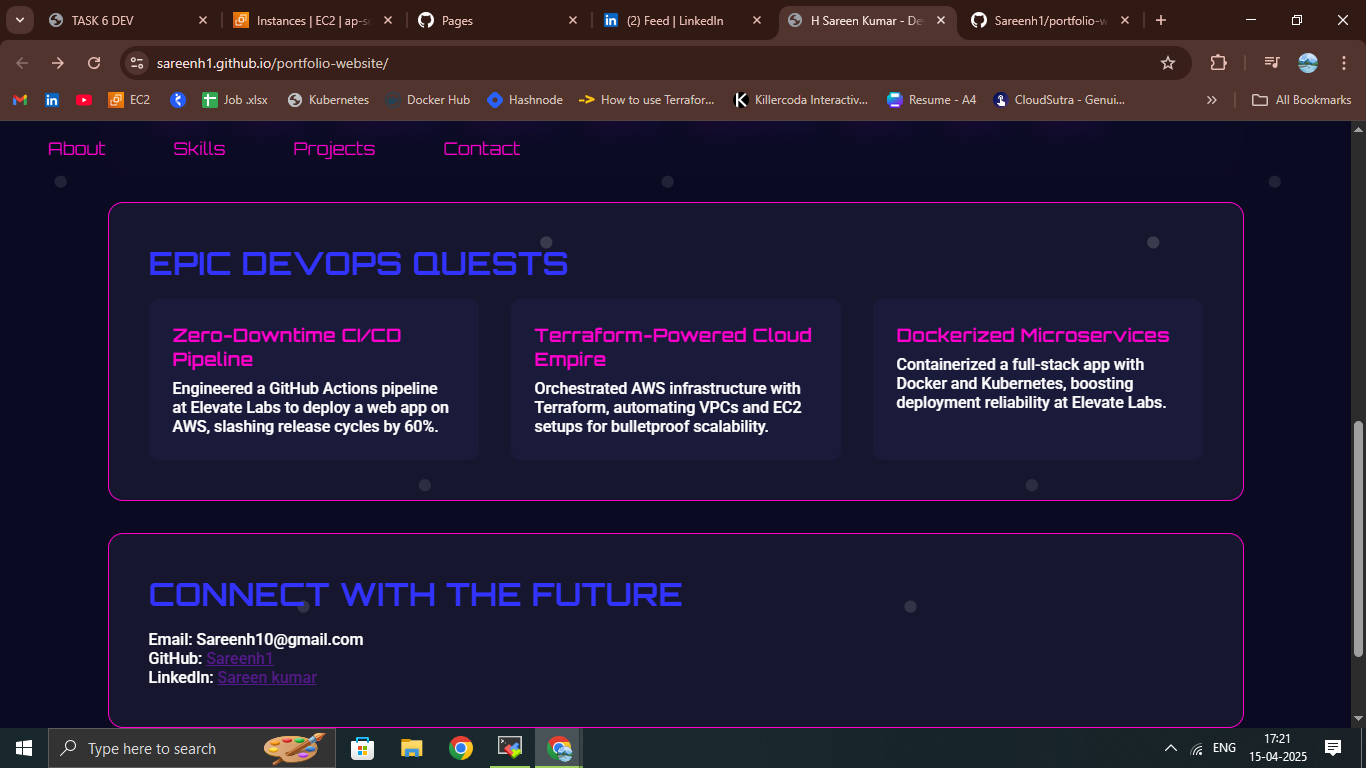 TASK 6 DEV
Instances | EC2 | ap-so
Pages
(2) Feed | LinkedIn
H Sareen Kumar - De
Sareenh1/portfolio-w
sareenh1.github.io/portfolio-website/
EC2
Job .xlsx
Kubernetes
Docker Hub
Hashnode
How to use Terrafor...
Killercoda Interactiv...
Resume - A4
CloudSutra - Genui...
All Bookmarks
About
Skills
Projects
Contact
EPIC DEVOPS QUESTS
Zero-Downtime CI/CD
Pipeline
Engineered a GitHub Actions pipeline
at Elevate Labs to deploy a web app on
AWS, slashing release cycles by 60%.
Terraform-Powered Cloud
Empire
Orchestrated AWS infrastructure with
Terraform, automating VPCs and EC2
setups for bulletproof scalability.
Dockerized Microservices
Containerized a full-stack app with
Docker and Kubernetes, boosting
deployment reliability at Elevate Labs.
CONNECT WITH THE FUTURE
Email: Sareenh10@gmail.com
GitHub: Sareenh1
LinkedIn: Sareen kumar
Type here to search
ENG
17:21
15-04-2025